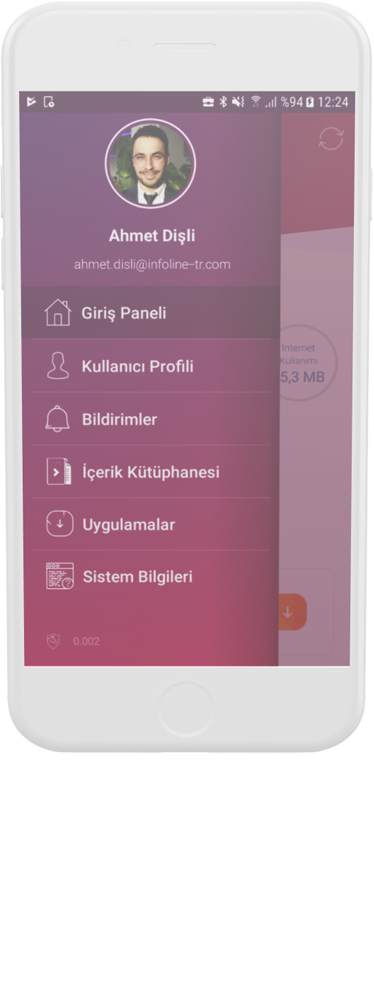 %94 12:24
Ahmet Dişli
ahmet.disli@infoline-tr.com
Giriş Paneli
Internet
Kullanımı
5,3 MB
Kullanıcı Profili
Bildirimler
İçerik Kütüphanesi
Uygulamalar
Sistem Bilgileri
0.002